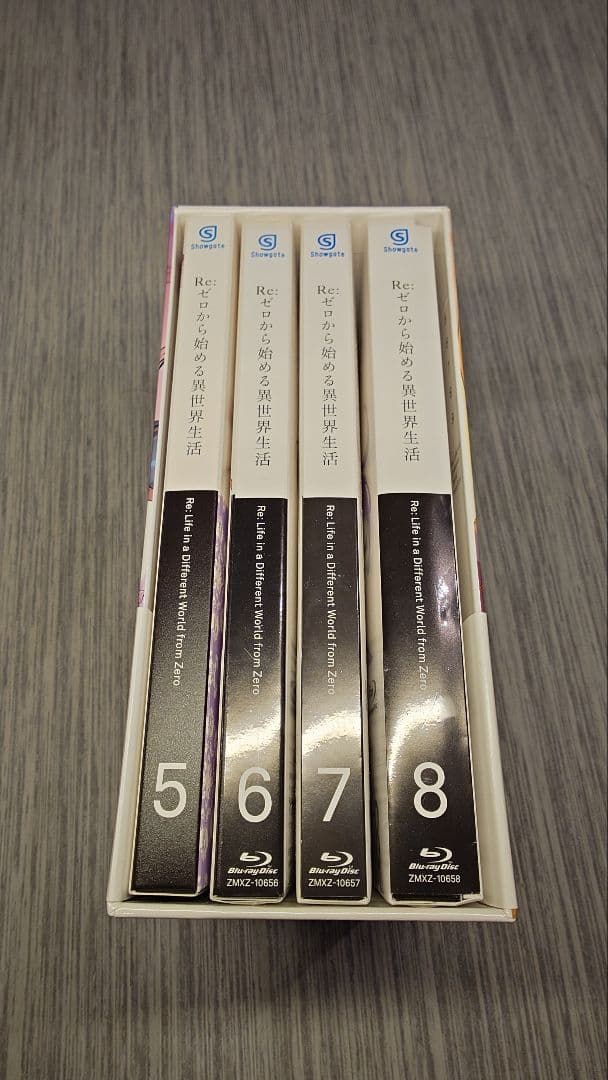 Showgate
Re:ゼロから始める異世界生活
Re: Life in a Different World from Zero
5
Showgate
Re:ゼロから始める異世界生活
Re: Life in a Different World from Zero
6
Blu-ray Disc
ZMXZ-10656
Showgate
Re:ゼロから始める異世界生活
Re: Life in a Different World from Zero
7
Blu-ray Disc
ZMXZ-10657
Showgate
Re:ゼロから始める異世界生活
Re: Life in a Different World from Zero
8
Blu-ray Disc
ZMXZ-10658